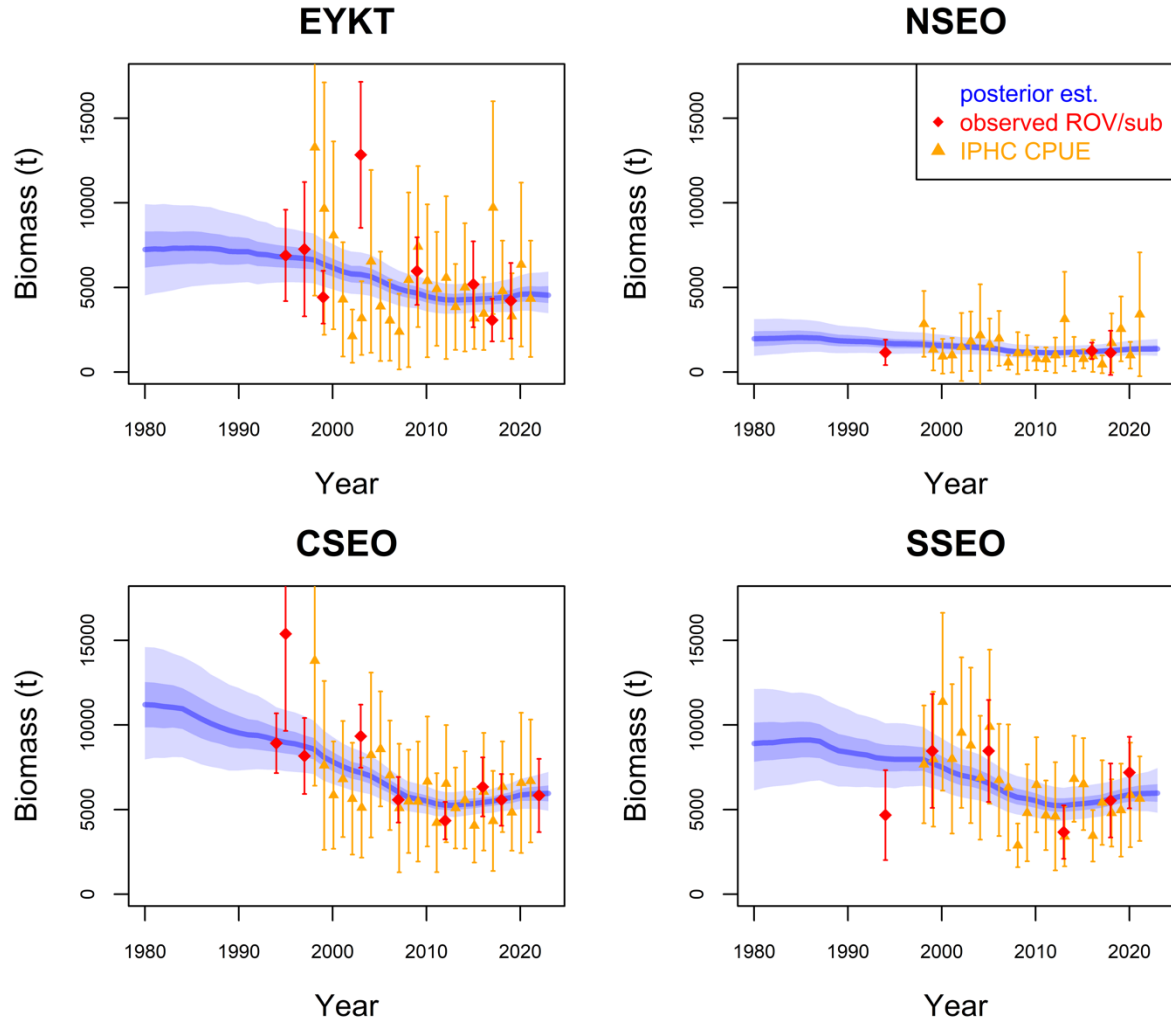 EYKT
Biomass (t)
0
5000
10000
15000
1980 1990 2000 2010 2020
Year
NSEO
posterior est.
observed ROV/sub
IPHC CPUE
Biomass (t)
0
5000
10000
15000
1980 1990 2000 2010 2020
Year
CSEO
Biomass (t)
0
5000
10000
15000
1980 1990 2000 2010 2020
Year
SSEO
Biomass (t)
0
5000
10000
15000
1980 1990 2000 2010 2020
Year